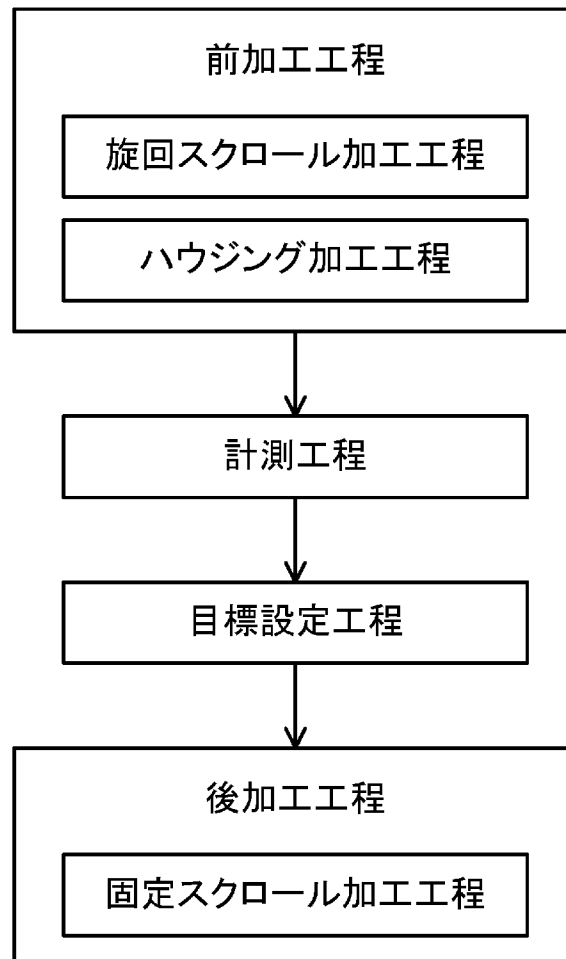 前加工工程
旋回スクロール加工工程
ハウジング加工工程
計測工程
目標設定工程
後加工工程
固定スクロール加工工程